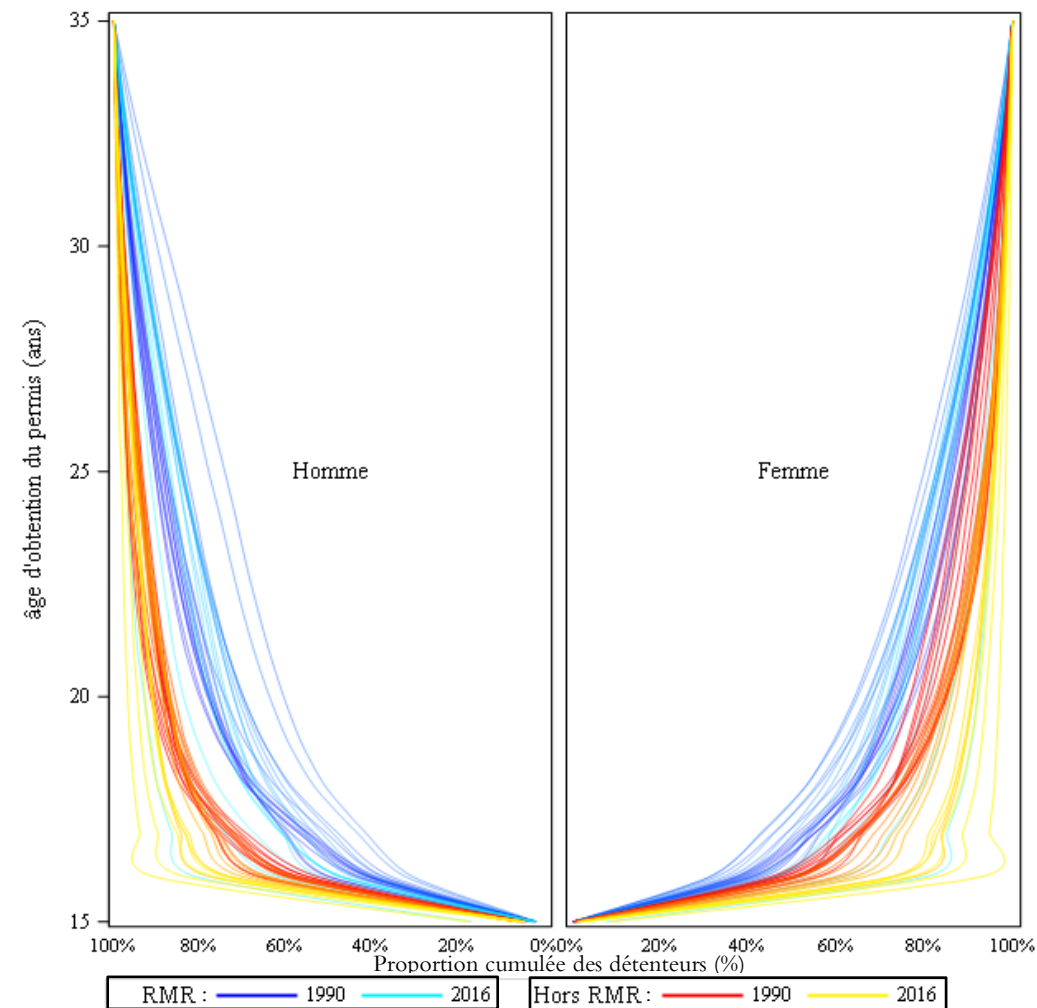 35
30
25
20
15
âge d'obtention du permis (ans)
Homme
Femme
100% 80% 60% 40% 20% 0% 20% 40% 60% 80% 100%
Proportion cumulée des détenteurs (%)
RMR : 1990 2016
Hors RMR : 1990 2016